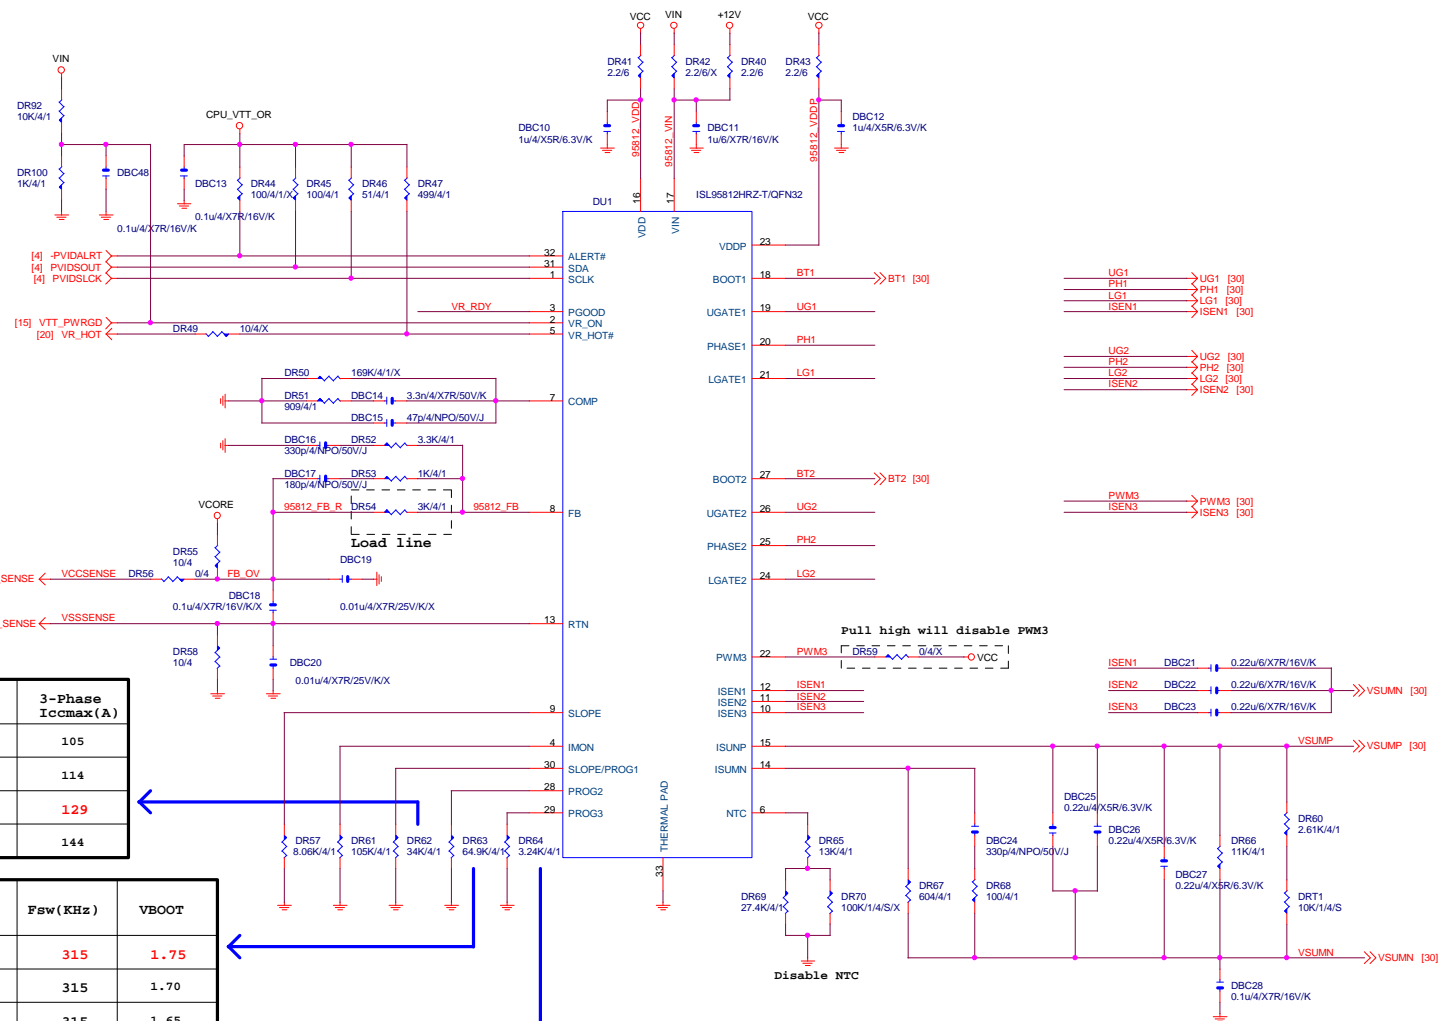 VCC VIN +12V VCC
VIN
DR41
2.2/6
DR42
2.2/6/X
DR40
2.2/6
DR43
2.2/6
DR92
10K/4/1
CPU_VTT_OR
DBC10
1u/4/X5R/6.3V/K
95812_VDD
95812_VIN
DBC11
1u/6/X7R/16V/K
95812_VDDP
DBC12
1u/4/X5R/6.3V/K
DR100
1K/4/1
DBC48
0.1u/4/X7R/16V/K
DBC13
0.1u/4/X7R/16V/K
DR44
100/4/1/X
DR45
100/4/1
DR46
51/4/1
DR47
499/4/1
DU1
ISL95812HRZ-T/QFN32
16 VDD
17 VIN
[4] -PVIDALRT
[4] PVIDSOUT
[4] PVIDSLCK
32 ALERT#
31 SDA
1 SCLK
VR_RDY 3 PGOOD
[15] VTT_PWRGD 2 VR_ON
[20] VR_HOT DR49 10/4/X 5 VR_HOT#
VDDP 23
BOOT1 18 BT1 BT1 [30]
UGATE1 19 UG1
PHASE1 20 PH1
LGATE1 21 LG1
UG1 UG1 [30]
PH1 PH1 [30]
LG1 LG1 [30]
ISEN1 ISEN1 [30]
UG2 UG2 [30]
PH2 PH2 [30]
LG2 LG2 [30]
ISEN2 ISEN2 [30]
DR50 169K/4/1/X
DR51
909/4/1
DBC14 3.3n/4/X7R/50V/K
DBC15 47p/4/NPO/50V/J
7 COMP
DBC16
330p/4/NPO/50V/J
DR52 3.3K/4/1
DBC17
180p/4/NPO/50V/J
DR53 1K/4/1
95812_FB_R DR54 3K/4/1 95812_FB 8 FB
Load line
BOOT2 27 BT2 BT2 [30]
UGATE2 26 UG2
PHASE2 25 PH2
LGATE2 24 LG2
PWM3 PWM3 [30]
ISEN3 ISEN3 [30]
VCORE
DR55
10/4
SENSE VCCSENSE DR56 0/4 FB_OV
DBC19
0.01u/4/X7R/25V/K/X
DBC18
0.1u/4/X7R/16V/K/X
_SENSE VSSSENSE 13 RTN
DR58
10/4
DBC20
0.01u/4/X7R/25V/K/X
Pull high will disable PWM3
PWM3 22 PWM3 DR59 0/4/X VCC
ISEN1 12 ISEN1
ISEN2 11 ISEN2
ISEN3 10 ISEN3
ISEN1 DBC21 0.22u/6/X7R/16V/K
ISEN2 DBC22 0.22u/6/X7R/16V/K VSUMN [30]
ISEN3 DBC23 0.22u/6/X7R/16V/K
3-Phase
Iccmax(A)
105
114
129
144
9 SLOPE
4 IMON
30 SLOPE/PROG1
28 PROG2
29 PROG3
ISUNP 15 VSUMP VSUMP [30]
ISUMN 14
NTC 6
THERMAL PAD
33
DR57
8.06K/4/1
DR61
105K/4/1
DR62
34K/4/1
DR63
64.9K/4/1
DR64
3.24K/4/1
DR65
13K/4/1
DR69
27.4K/4/1
DR70
100K/1/4/S/X
Disable NTC
DR67
604/4/1
DBC24
330p/4/NPO/50V/J
DR68
100/4/1
DBC25
0.22u/4/X5R/6.3V/K
DBC26
0.22u/4/X5R/6.3V/K
DBC27
0.22u/4/X5R/6.3V/K
DR66
11K/4/1
DR60
2.61K/4/1
DRT1
10K/1/4/S
VSUMN VSUMN [30]
DBC28
0.1u/4/X7R/16V/K
Fsw(KHz) VBOOT
315 1.75
315 1.70
315 1.65